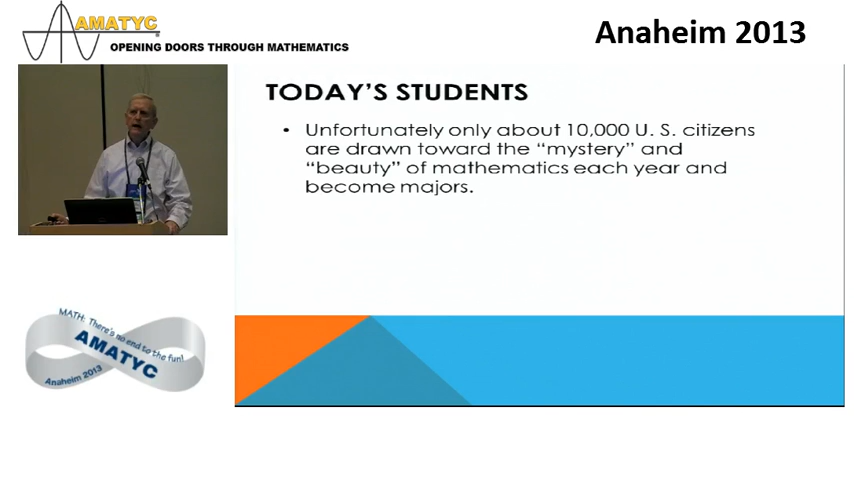 AMATYC
OPENING DOORS THROUGH MATHEMATICS
Anaheim 2013
TODAY'S STUDENTS
• Unfortunately only about 10,000 U. S. citizens
are drawn toward the “mystery” and
“beauty” of mathematics each year and
become majors.
MATH: There's no end to the fun!
AMATYC
Anaheim 2013